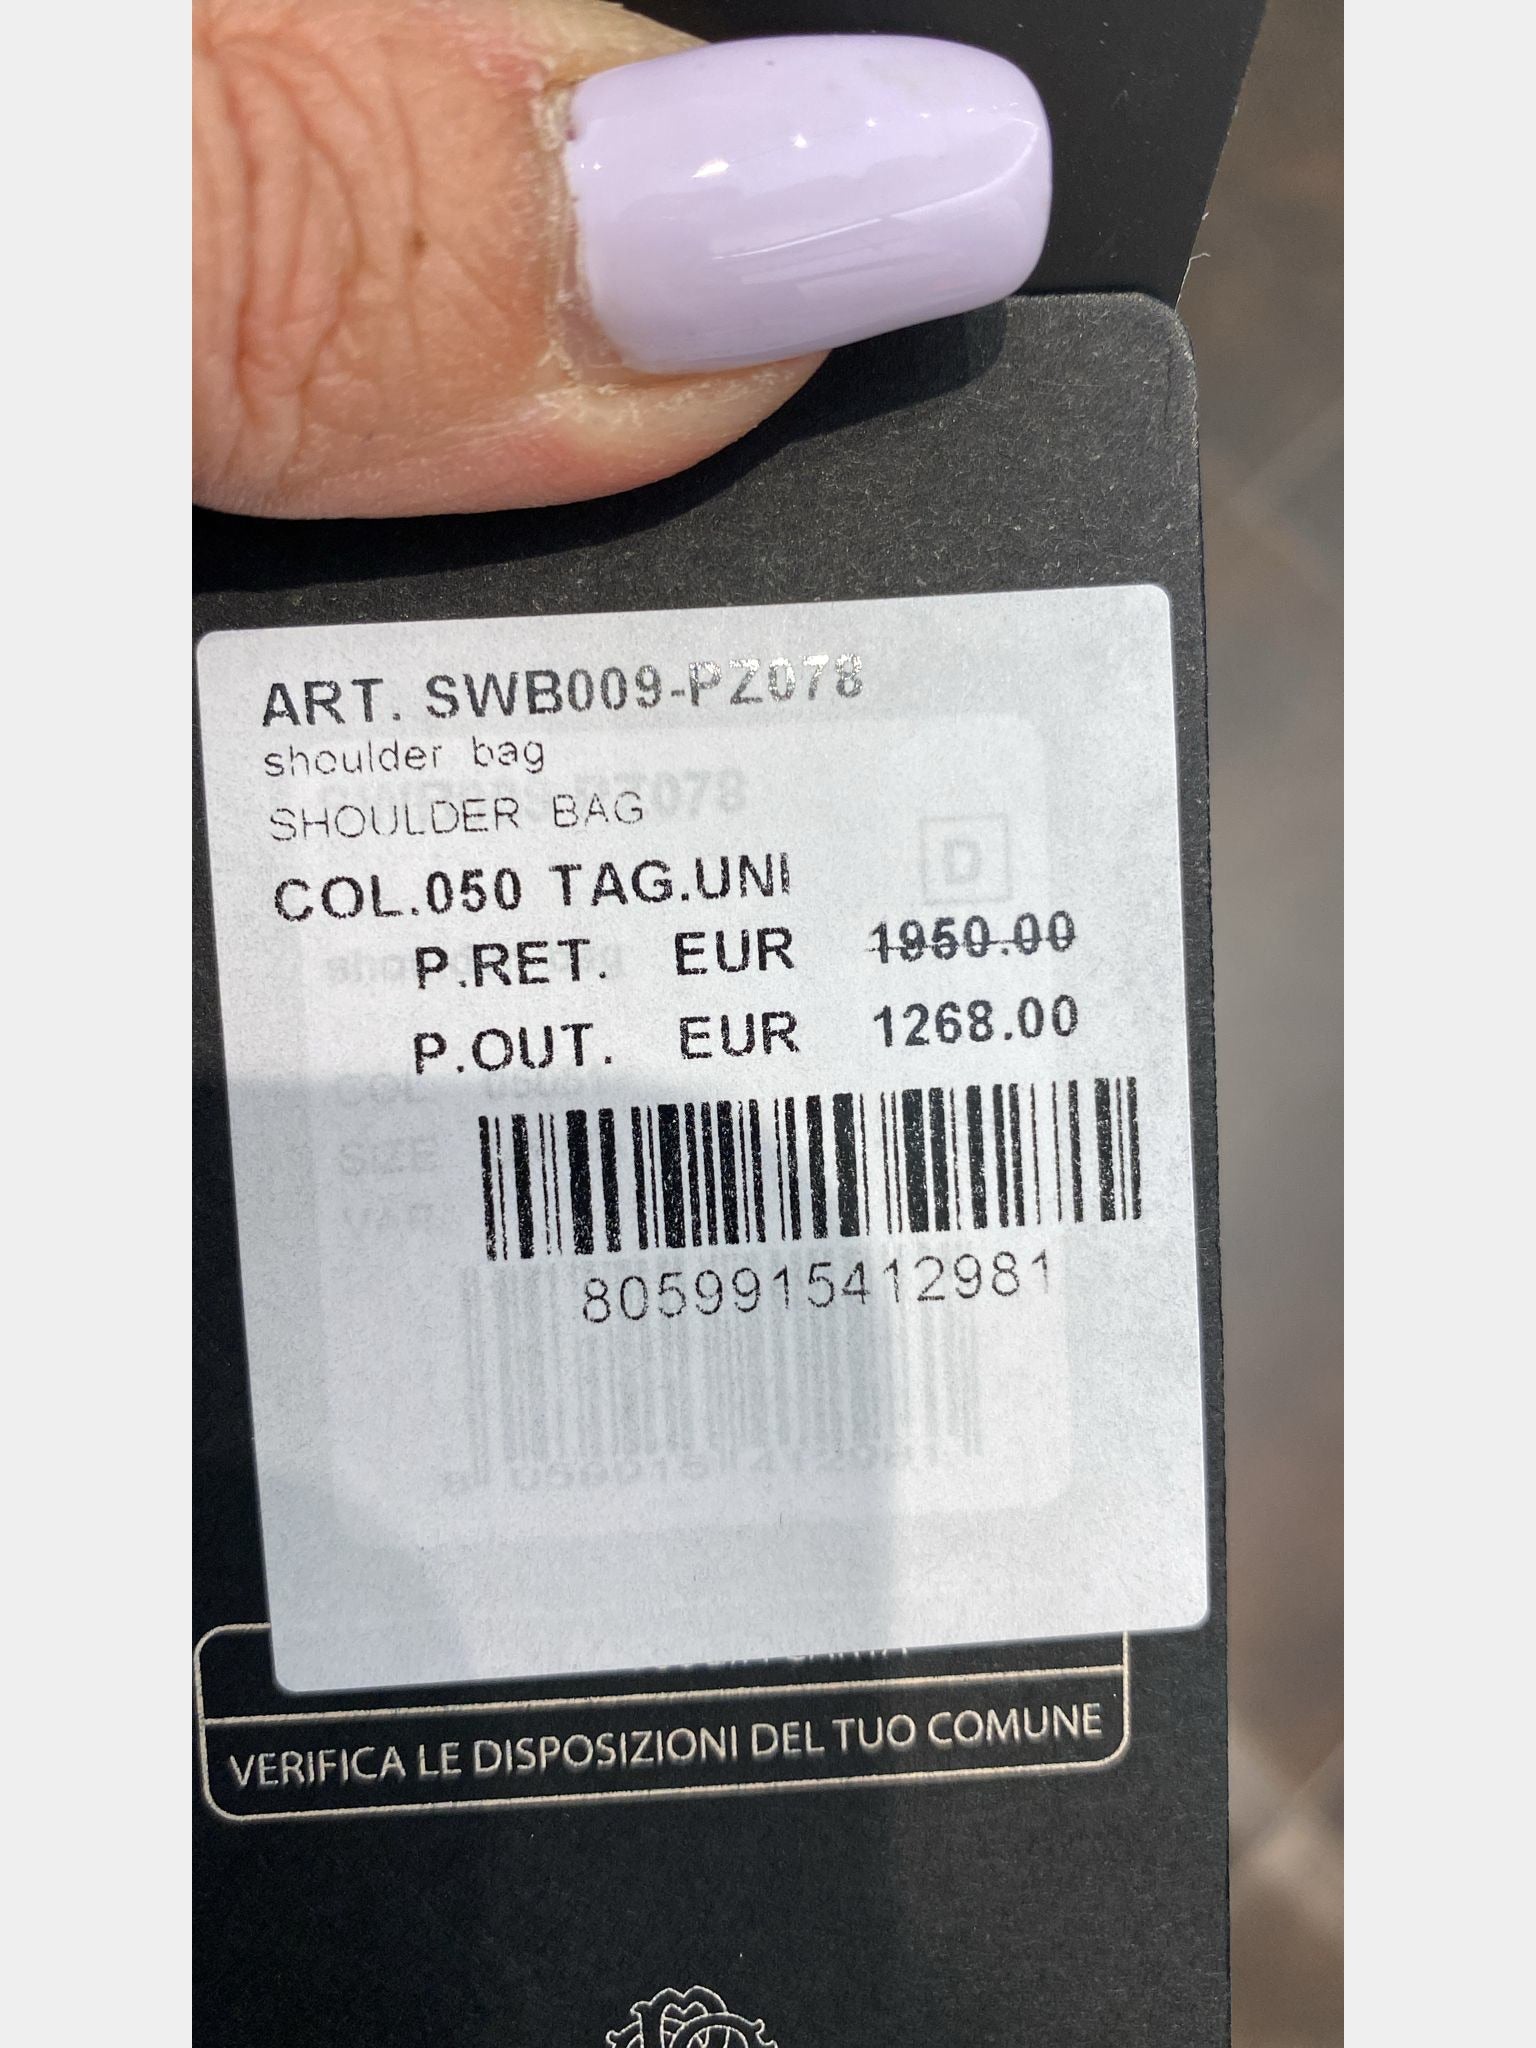 ART. SWB009-PZ078
shoulder bag
SHOULDER BAG
D
COL.050 TAG.UNI
P.RET. EUR 1950.00
P.OUT. EUR 1268.00
SIZE
8059915412981
VERIFICA LE DISPOSIZIONI DEL TUO COMUNE